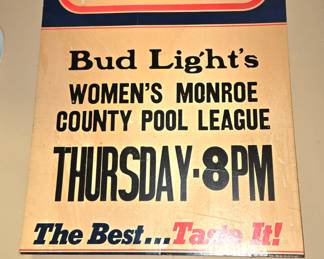 Bud Light's
WOMEN'S MONROE
COUNTY POOL LEAGUE
THURSDAY·8PM
The Best...Taste It!